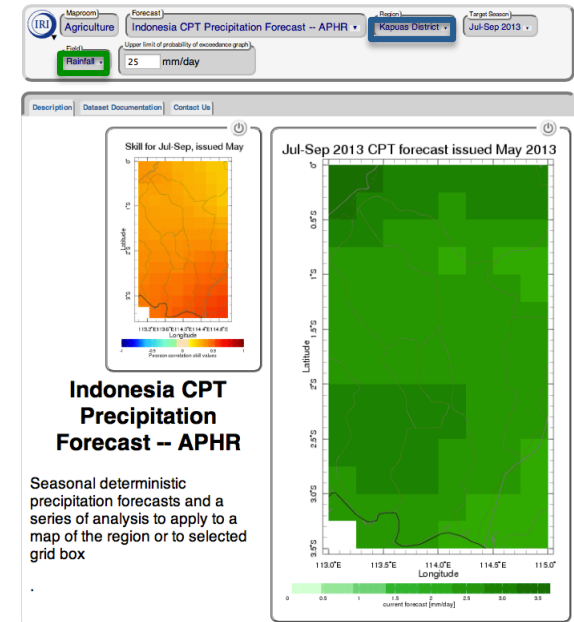 IRI
Maproom
Agriculture
Forecast
Indonesia CPT Precipitation Forecast -- APHR
Region
Kapuas District
Target Season
Jul-Sep 2013
Field
Rainfall
Upper limit of probability of exceedance graph
25 mm/day
Description Dataset Documentation Contact Us
Skill for Jul-Sep, issued May
0°
1°S
2°S
3°S
Latitude
Longitude
Pearson correlation skill values
Indonesia CPT
Precipitation
Forecast -- APHR
Seasonal deterministic
precipitation forecasts and a
series of analysis to apply to a
map of the region or to selected
grid box
.
Jul-Sep 2013 CPT forecast issued May 2013
0°
0.5°S
1°S
1.5°S
2°S
2.5°S
3.0°S
3.5°S
Latitude
113.0°E 113.5°E 114.0°E 114.5°E 115.0°
Longitude
0 0.5 1 1.5 2 2.5 3.0 3.5
current forecast [mm/day]